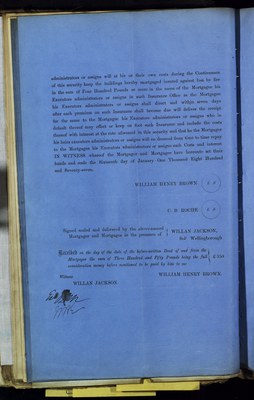 administrators or assigns will at his or their own costs during the Continuance
of this security keep the buildings hereby mortgaged insured against loss by fire
in the sum of Four Hundred Pounds or more in the name of the Mortgagee his
Executors administrators or assigns in such Insurance Office as the Mortgagee
his Executors administrators or assigns shall direct and within seven days
after each premium on such Insurance shall become due will deliver the receipt
for the same to the Mortgagee his Executors administrators or assigns who in
default thereof may effect or keep on foot such Insurance and include the costs
thereof with interest at the rate aforesaid in this security and that he the Mortgagor
his heirs executors administrators or assigns will on demand from time to time repay
to the Mortgagee his Executors administrators or assigns such Costs and interest
IN WITNESS whereof the Mortgagor and Mortgagee have hereunto set their
hands and seals the Sixteenth day of January One Thousand Eight Hundred
and Seventy-seven.
WILLIAM HENRY BROWN.
C. D. ROCHE.
Signed sealed and delivered by the
Mortgagor and Mortgagee in the presence of
WILLAN JACKSON,
Sol Wellingborough.
Received on the day of the date of the before-written Deed of and from the
Mortgagee the sum of Three Hundred and Fifty Pounds being the full
consideration money before mentioned to be paid by him to me
£350
Witness
WILLIAM HENRY BROWN.
WILLAN JACKSON.